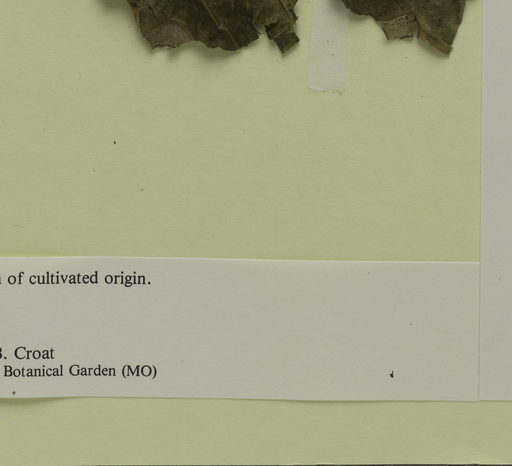 of cultivated origin.
Croat
Botanical Garden (MO)